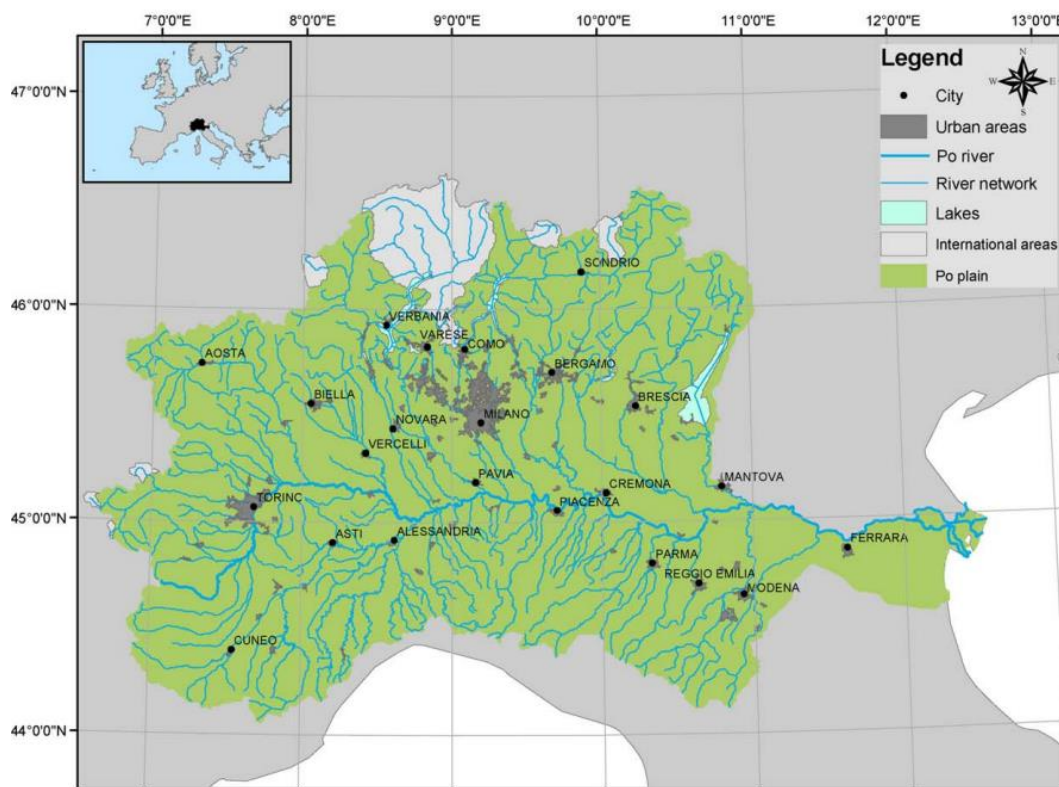 7°0'0"E 8°0'0"E 9°0'0"E 10°0'0"E 11°0'0"E 12°0'0"E 13°0'0"E
47°0'0"N
46°0'0"N
45°0'0"N
44°0'0"N
Legend
N
W E
S
City
Urban areas
Po river
River network
Lakes
International areas
Po plain
SONDRIO
VERBANIA
VARESE
COMO
AOSTA
BERGAMO
BIELLA
BRESCIA
NOVARA
MILANO
VERCELLI
PAVIA
CREMONA
MANTOVA
TORINO
PIACENZA
ASTI
ALESSANDRIA
FERRARA
PARMA
REGGIO EMILIA
MODENA
CUNEO